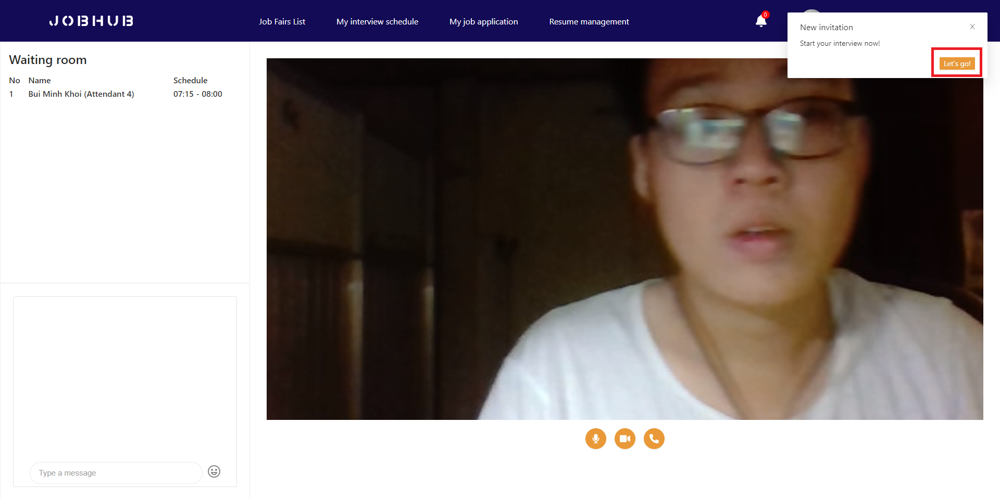 JOBHUB
Job Fairs List
My interview schedule
My job application
Resume management
0
New invitation
Start your interview now!
Let's go!
Waiting room
No Name Schedule
1 Bui Minh Khoi (Attendant 4) 07:15 - 08:00
Type a message